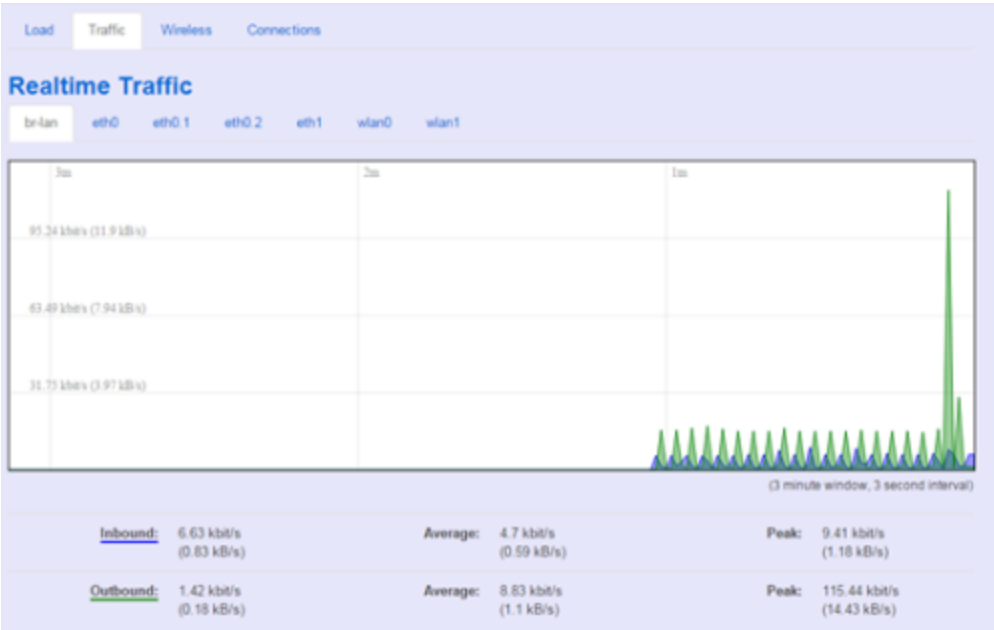 Load Traffic Wireless Connections
Realtime Traffic
br-lan eth0 eth0.1 eth0.2 eth1 wlan0 wlan1
3m 2m 1m
95.24 kbit/s (11.9 kB/s)
63.49 kbit/s (7.94 kB/s)
31.75 kbit/s (3.97 kB/s)
(3 minute window, 3 second interval)
Inbound: 6.63 kbit/s Average: 4.7 kbit/s Peak: 9.41 kbit/s
(0.83 kB/s) (0.59 kB/s) (1.18 kB/s)
Outbound: 1.42 kbit/s Average: 8.83 kbit/s Peak: 115.44 kbit/s
(0.18 kB/s) (1.1 kB/s) (14.43 kB/s)